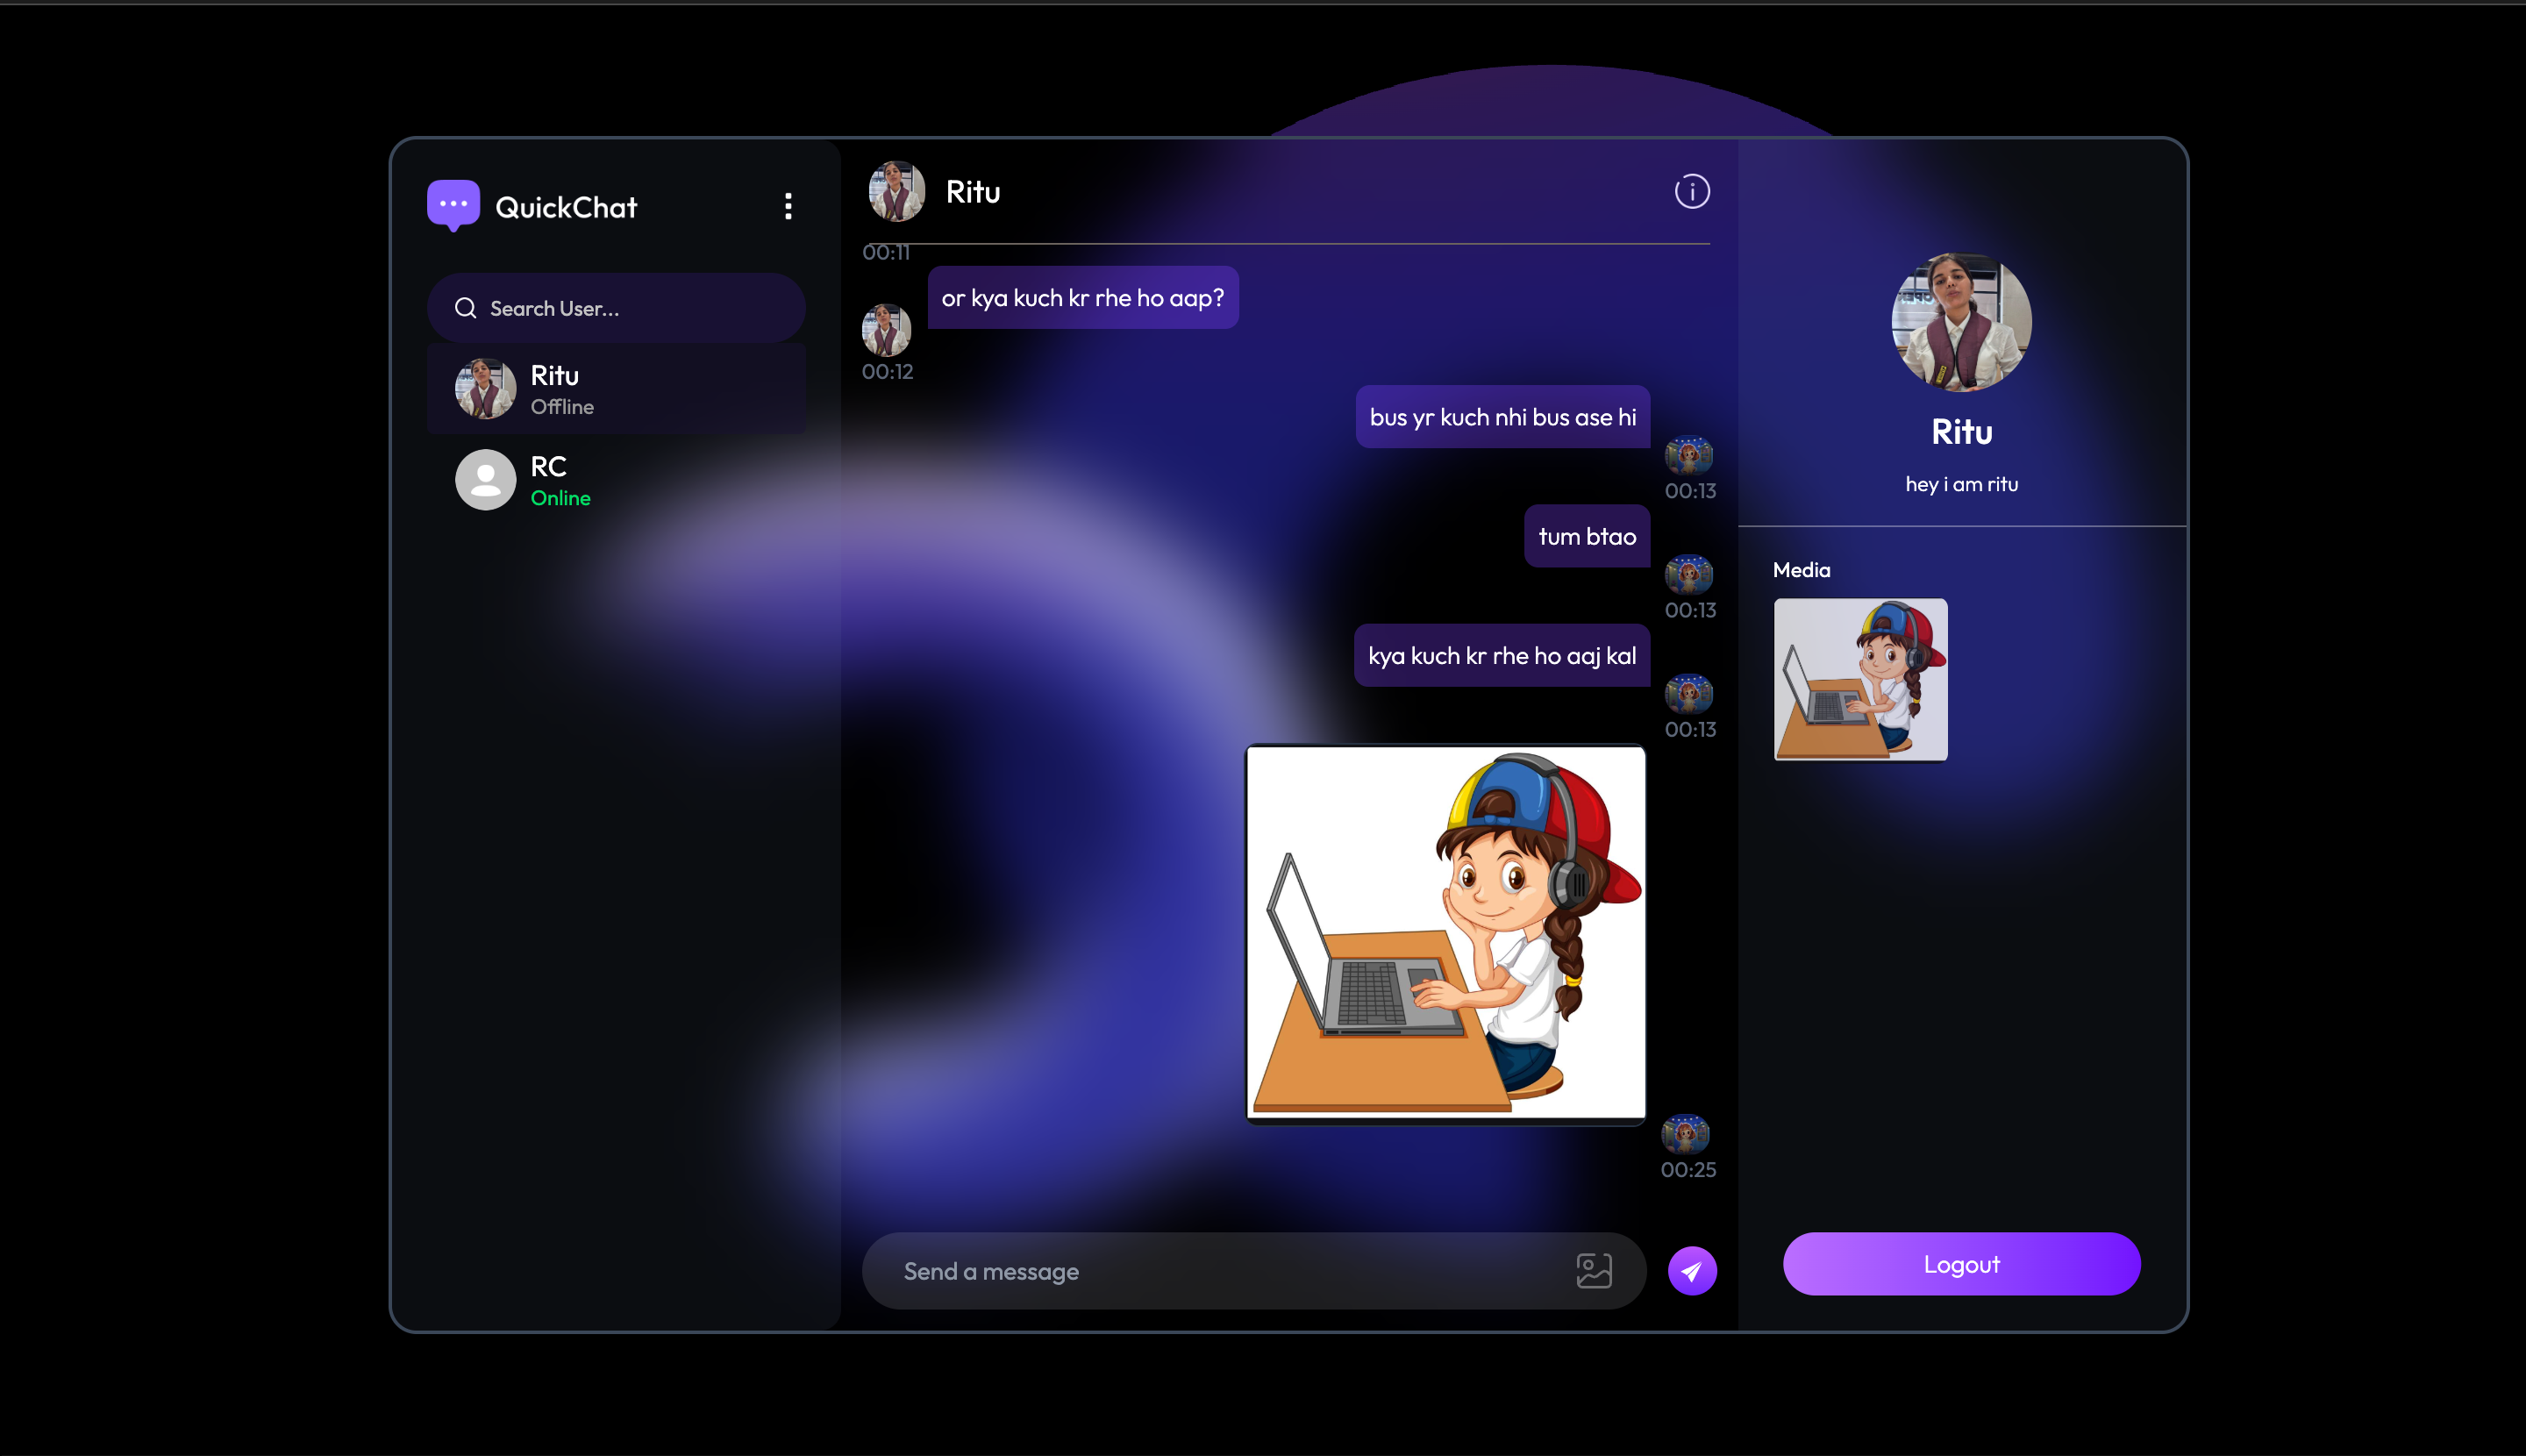 QuickChat
Search User...
Ritu
Offline
RC
Online
Ritu
00:11
or kya kuch kr rhe ho aap?
00:12
bus yr kuch nhi bus ase hi
00:13
tum btao
00:13
kya kuch kr rhe ho aaj kal
00:13
00:25
Send a message
Ritu
hey i am ritu
Media
Logout